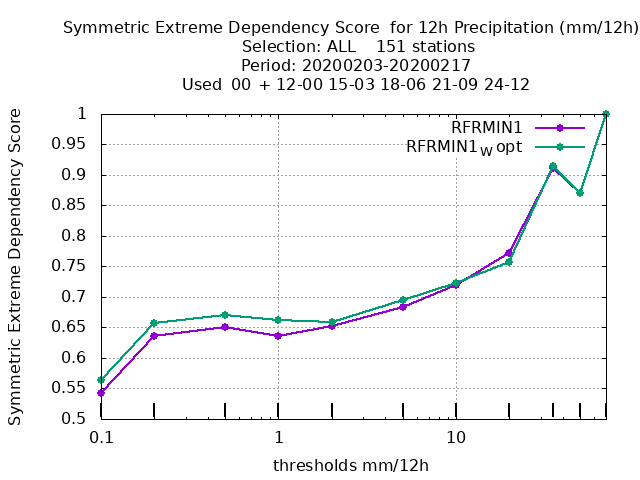 Symmetric Extreme Dependency Score  for 12h Precipitation (mm/12h)
Selection: ALL    151 stations
Period: 20200203-20200217
Used  00 + 12-00 15-03 18-06 21-09 24-12
RFRMIN1
RFRMIN1W opt
Symmetric Extreme Dependency Score
1
0.95
0.9
0.85
0.8
0.75
0.7
0.65
0.6
0.55
0.5
0.1
1
10
thresholds mm/12h